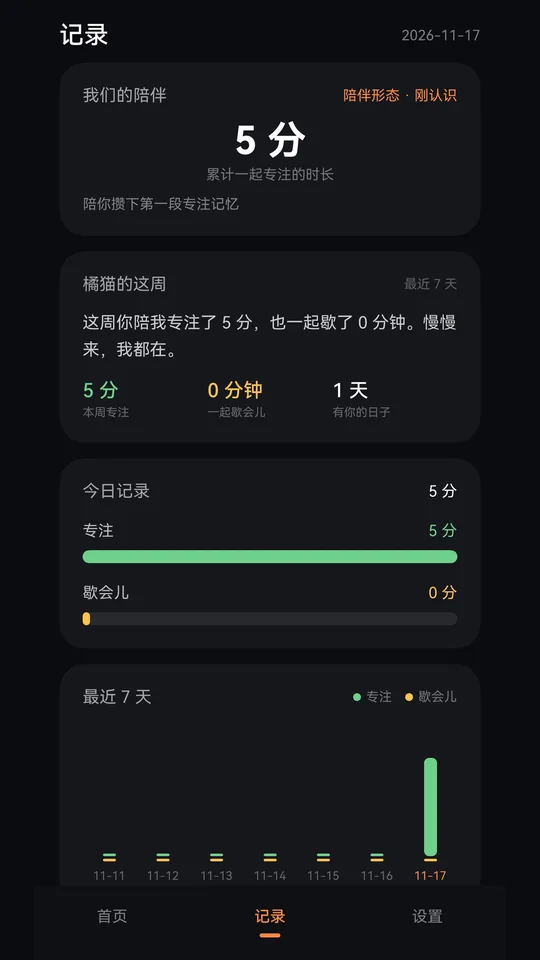 记录
2026-11-17
我们的陪伴
陪伴形态 · 刚认识
5 分
累计一起专注的时长
陪你攒下第一段专注记忆
橘猫的这周
最近 7 天
这周你陪我专注了 5 分，也一起歇了 0 分钟。慢慢
来，我都在。
5 分
0 分钟
1 天
本周专注
一起歇会儿
有你的日子
今日记录
5 分
专注
5 分
歇会儿
0 分
最近 7 天
专注
歇会儿
11-11
11-12
11-13
11-14
11-15
11-16
11-17
首页
记录
设置